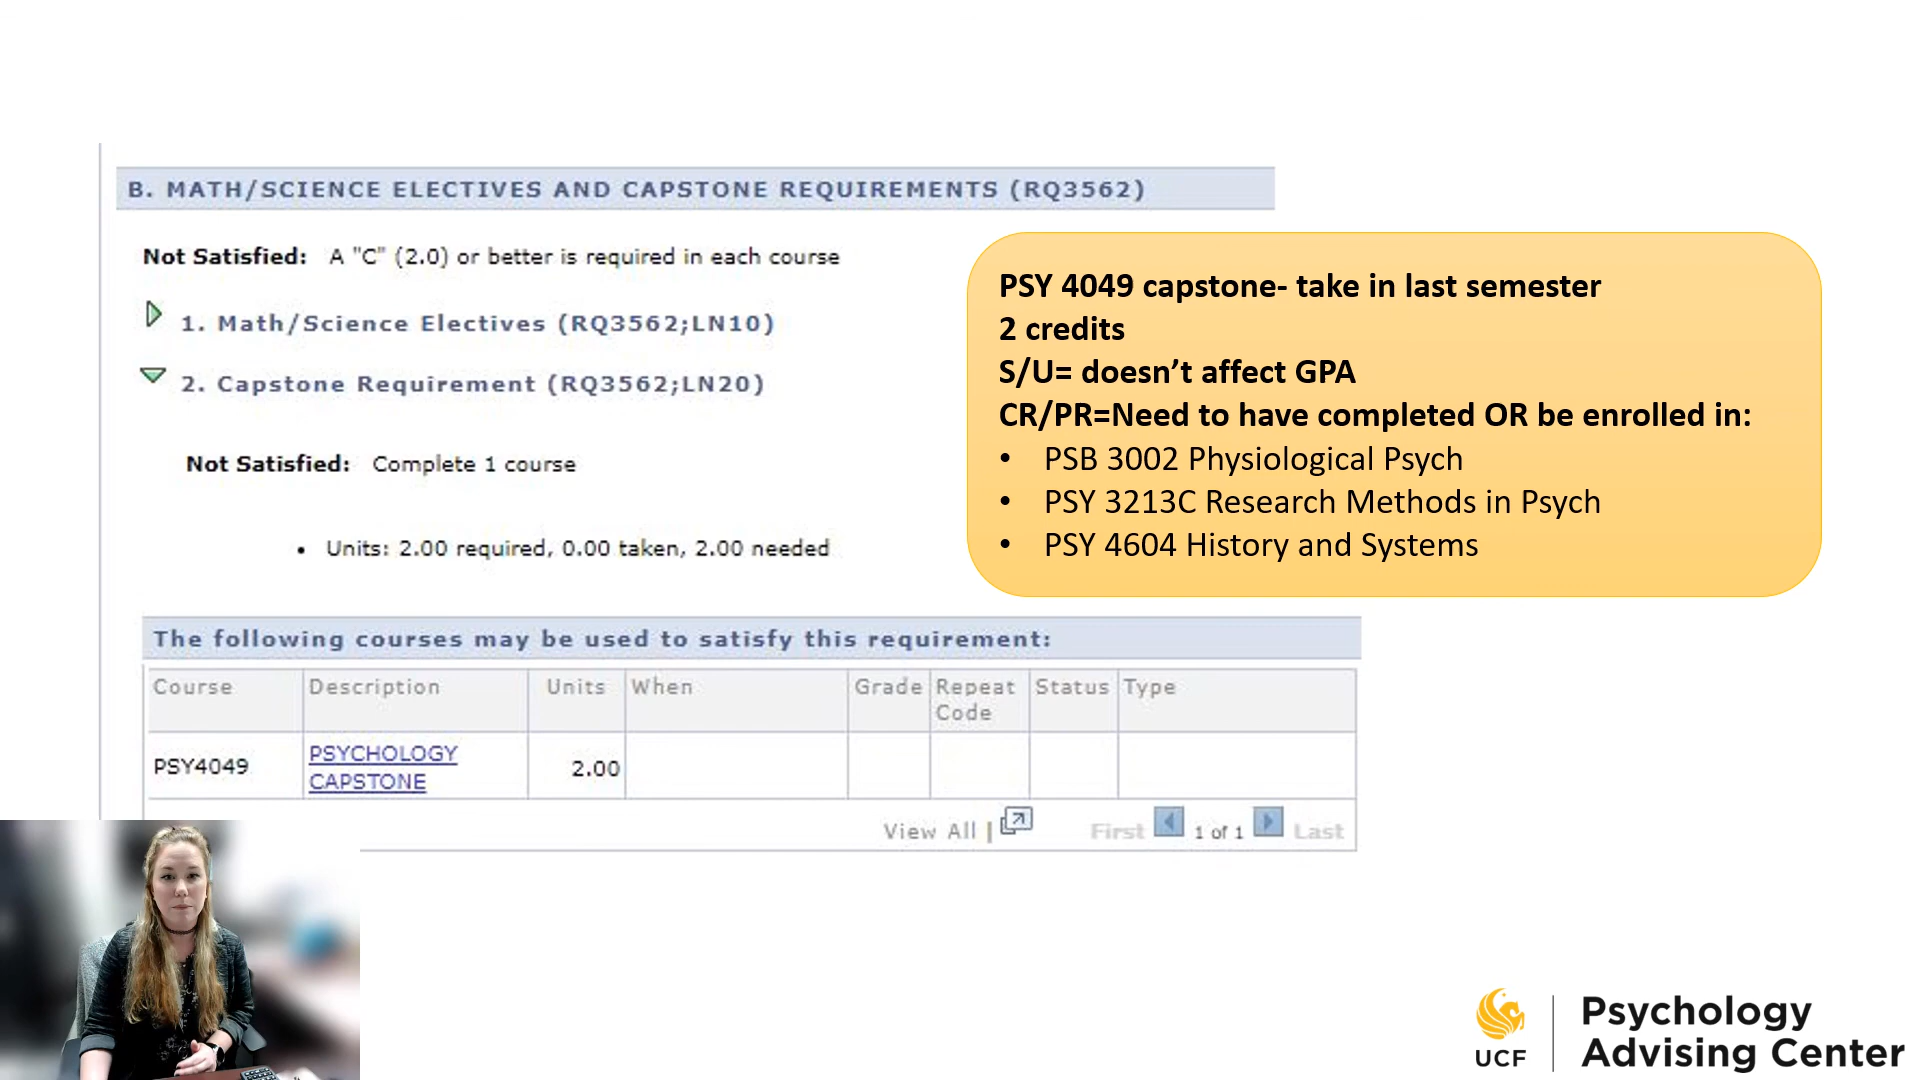 B. MATH/SCIENCE ELECTIVES AND CAPSTONE REQUIREMENTS (RQ3562)
Not Satisfied: A "C" (2.0) or better is required in each course
1. Math/Science Electives (RQ3562;LN10)
2. Capstone Requirement (RQ3562;LN20)
Not Satisfied: Complete 1 course
• Units: 2.00 required, 0.00 taken, 2.00 needed
PSY 4049 capstone- take in last semester
2 credits
S/U= doesn’t affect GPA
CR/PR=Need to have completed OR be enrolled in:
• PSB 3002 Physiological Psych
• PSY 3213C Research Methods in Psych
• PSY 4604 History and Systems
The following courses may be used to satisfy this requirement:
Course Description Units When Grade Repeat Code Status Type
PSY4049 PSYCHOLOGY CAPSTONE 2.00
View All | First 1 of 1 Last
UCF
Psychology
Advising Center